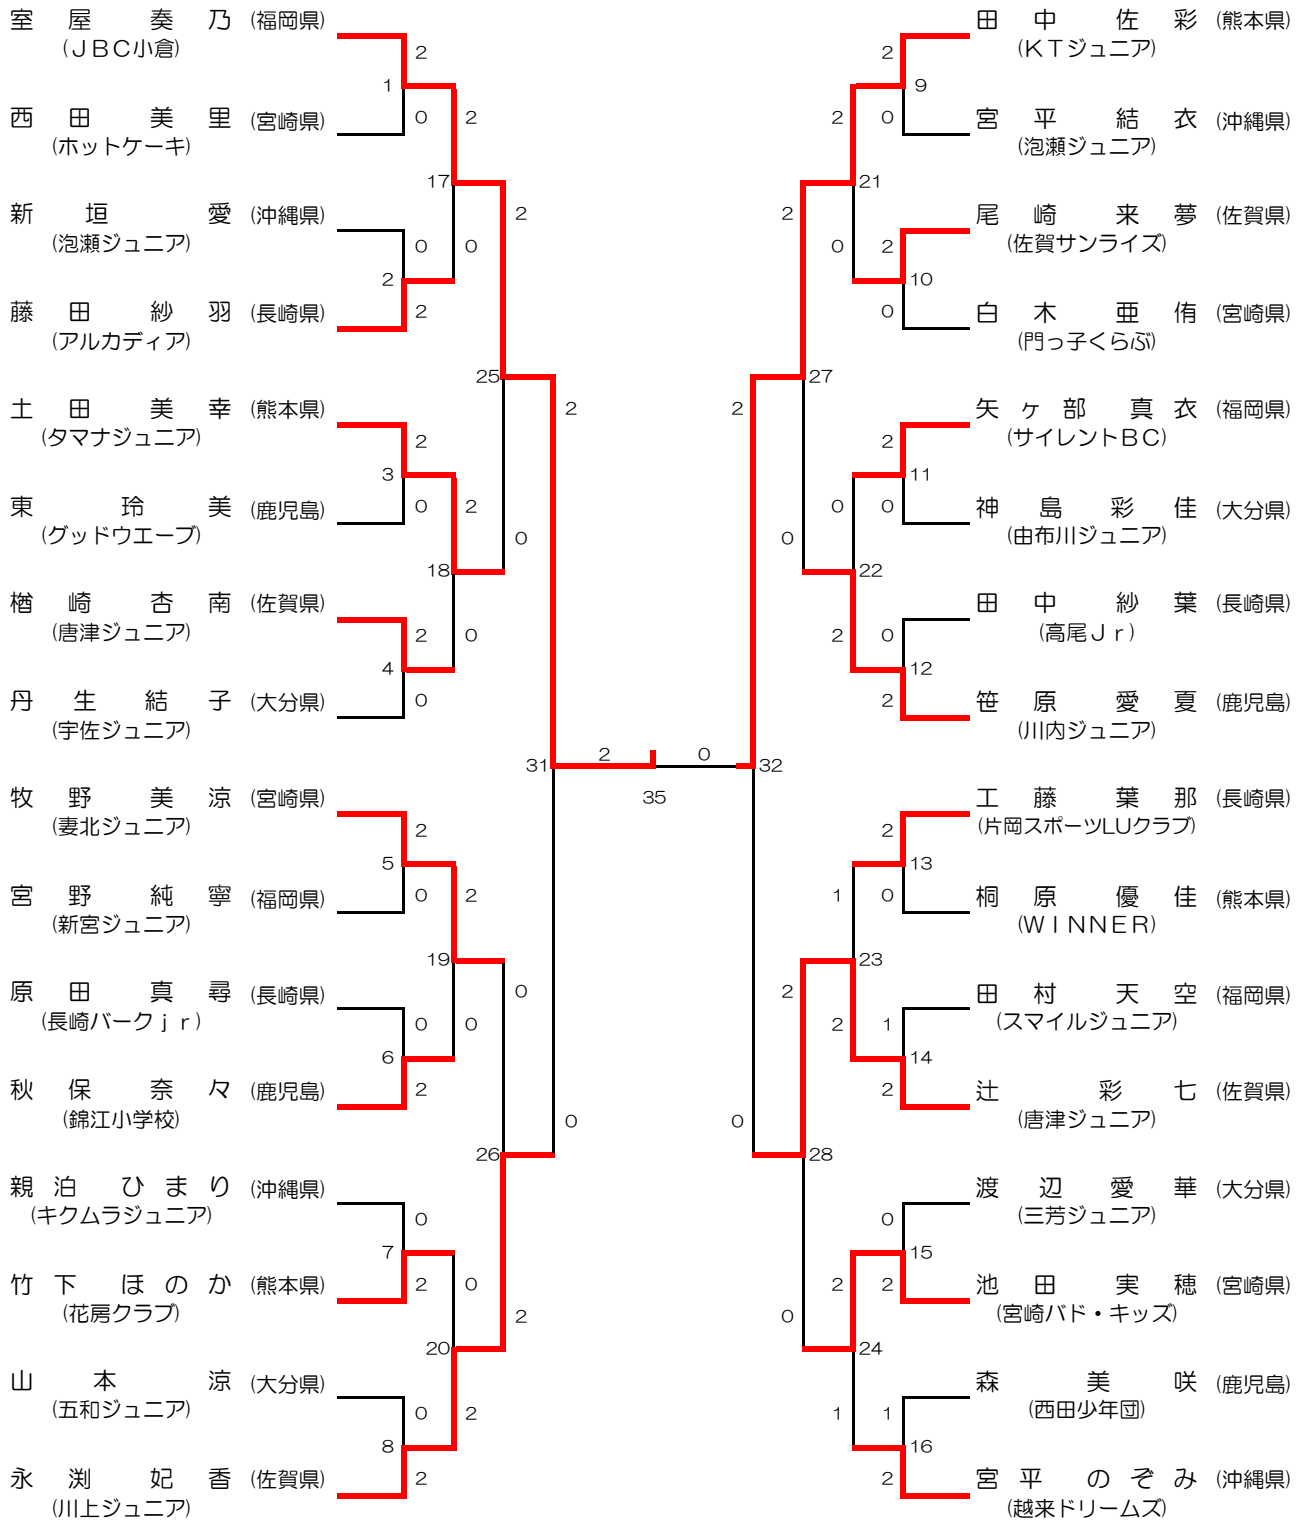 室屋奏乃 (福岡県)
(ＪＢＣ小倉)
2
1
西田美里 (宮崎県)
(ホットケーキ)
0
2
17
新垣愛 (沖縄県)
(泡瀬ジュニア)
0
0
2
2
藤田紗羽 (長崎県)
(アルカディア)
2
25
2
土田美幸 (熊本県)
(タマナジュニア)
2
3
東玲美 (鹿児島)
(グッドウエーブ)
0
2
0
18
楢崎杏南 (佐賀県)
(唐津ジュニア)
2
0
4
丹生結子 (大分県)
(宇佐ジュニア)
0
31
2
0
32
35
牧野美涼 (宮崎県)
(妻北ジュニア)
2
5
宮野純寧 (福岡県)
(新宮ジュニア)
0
2
19
原田真尋 (長崎県)
(長崎バークｊｒ)
0
0
0
6
秋保奈々 (鹿児島)
(錦江小学校)
2
0
26
親泊ひまり (沖縄県)
(キクムラジュニア)
0
7
竹下ほのか (熊本県)
(花房クラブ)
2
0
2
20
山本涼 (大分県)
(五和ジュニア)
0
2
8
永渕妃香 (佐賀県)
(川上ジュニア)
2
田中佐彩 (熊本県)
(ＫＴジュニア)
2
9
宮平結衣 (沖縄県)
(泡瀬ジュニア)
0
2
21
尾崎来夢 (佐賀県)
(佐賀サンライズ)
2
0
2
10
白木亜侑 (宮崎県)
(門っ子くらぶ)
0
27
2
矢ヶ部真衣 (福岡県)
(サイレントＢＣ)
2
11
神島彩佳 (大分県)
(由布川ジュニア)
0
0
0
22
田中紗葉 (長崎県)
(高尾Ｊｒ)
0
2
12
笹原愛夏 (鹿児島)
(川内ジュニア)
2
工藤葉那 (長崎県)
(片岡スポーツLUクラブ)
2
13
桐原優佳 (熊本県)
(ＷＩＮＮＥＲ)
0
1
23
田村天空 (福岡県)
(スマイルジュニア)
2
2
1
14
辻彩七 (佐賀県)
(唐津ジュニア)
2
0
28
渡辺愛華 (大分県)
(三芳ジュニア)
0
15
池田実穂 (宮崎県)
(宮崎バド・キッズ)
2
2
0
24
森美咲 (鹿児島)
(西田少年団)
1
1
16
宮平のぞみ (沖縄県)
(越来ドリームズ)
2